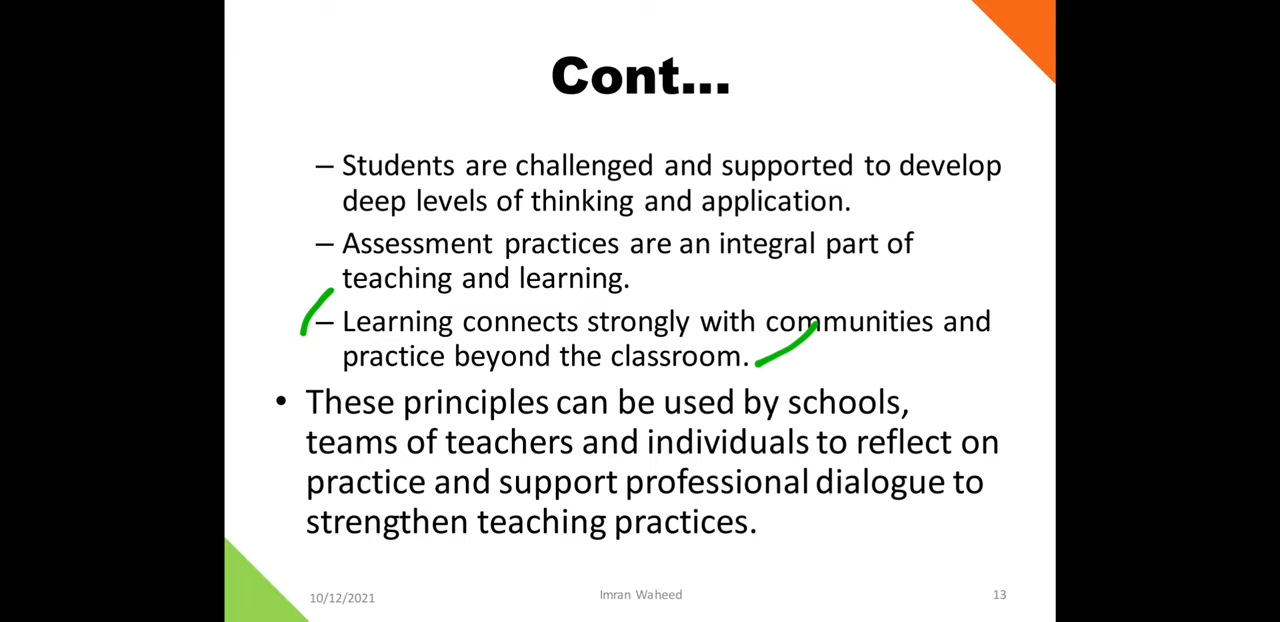 Cont...
– Students are challenged and supported to develop
deep levels of thinking and application.
– Assessment practices are an integral part of
teaching and learning.
– Learning connects strongly with communities and
practice beyond the classroom.
• These principles can be used by schools,
teams of teachers and individuals to reflect on
practice and support professional dialogue to
strengthen teaching practices.
10/12/2021 Imran Waheed 13